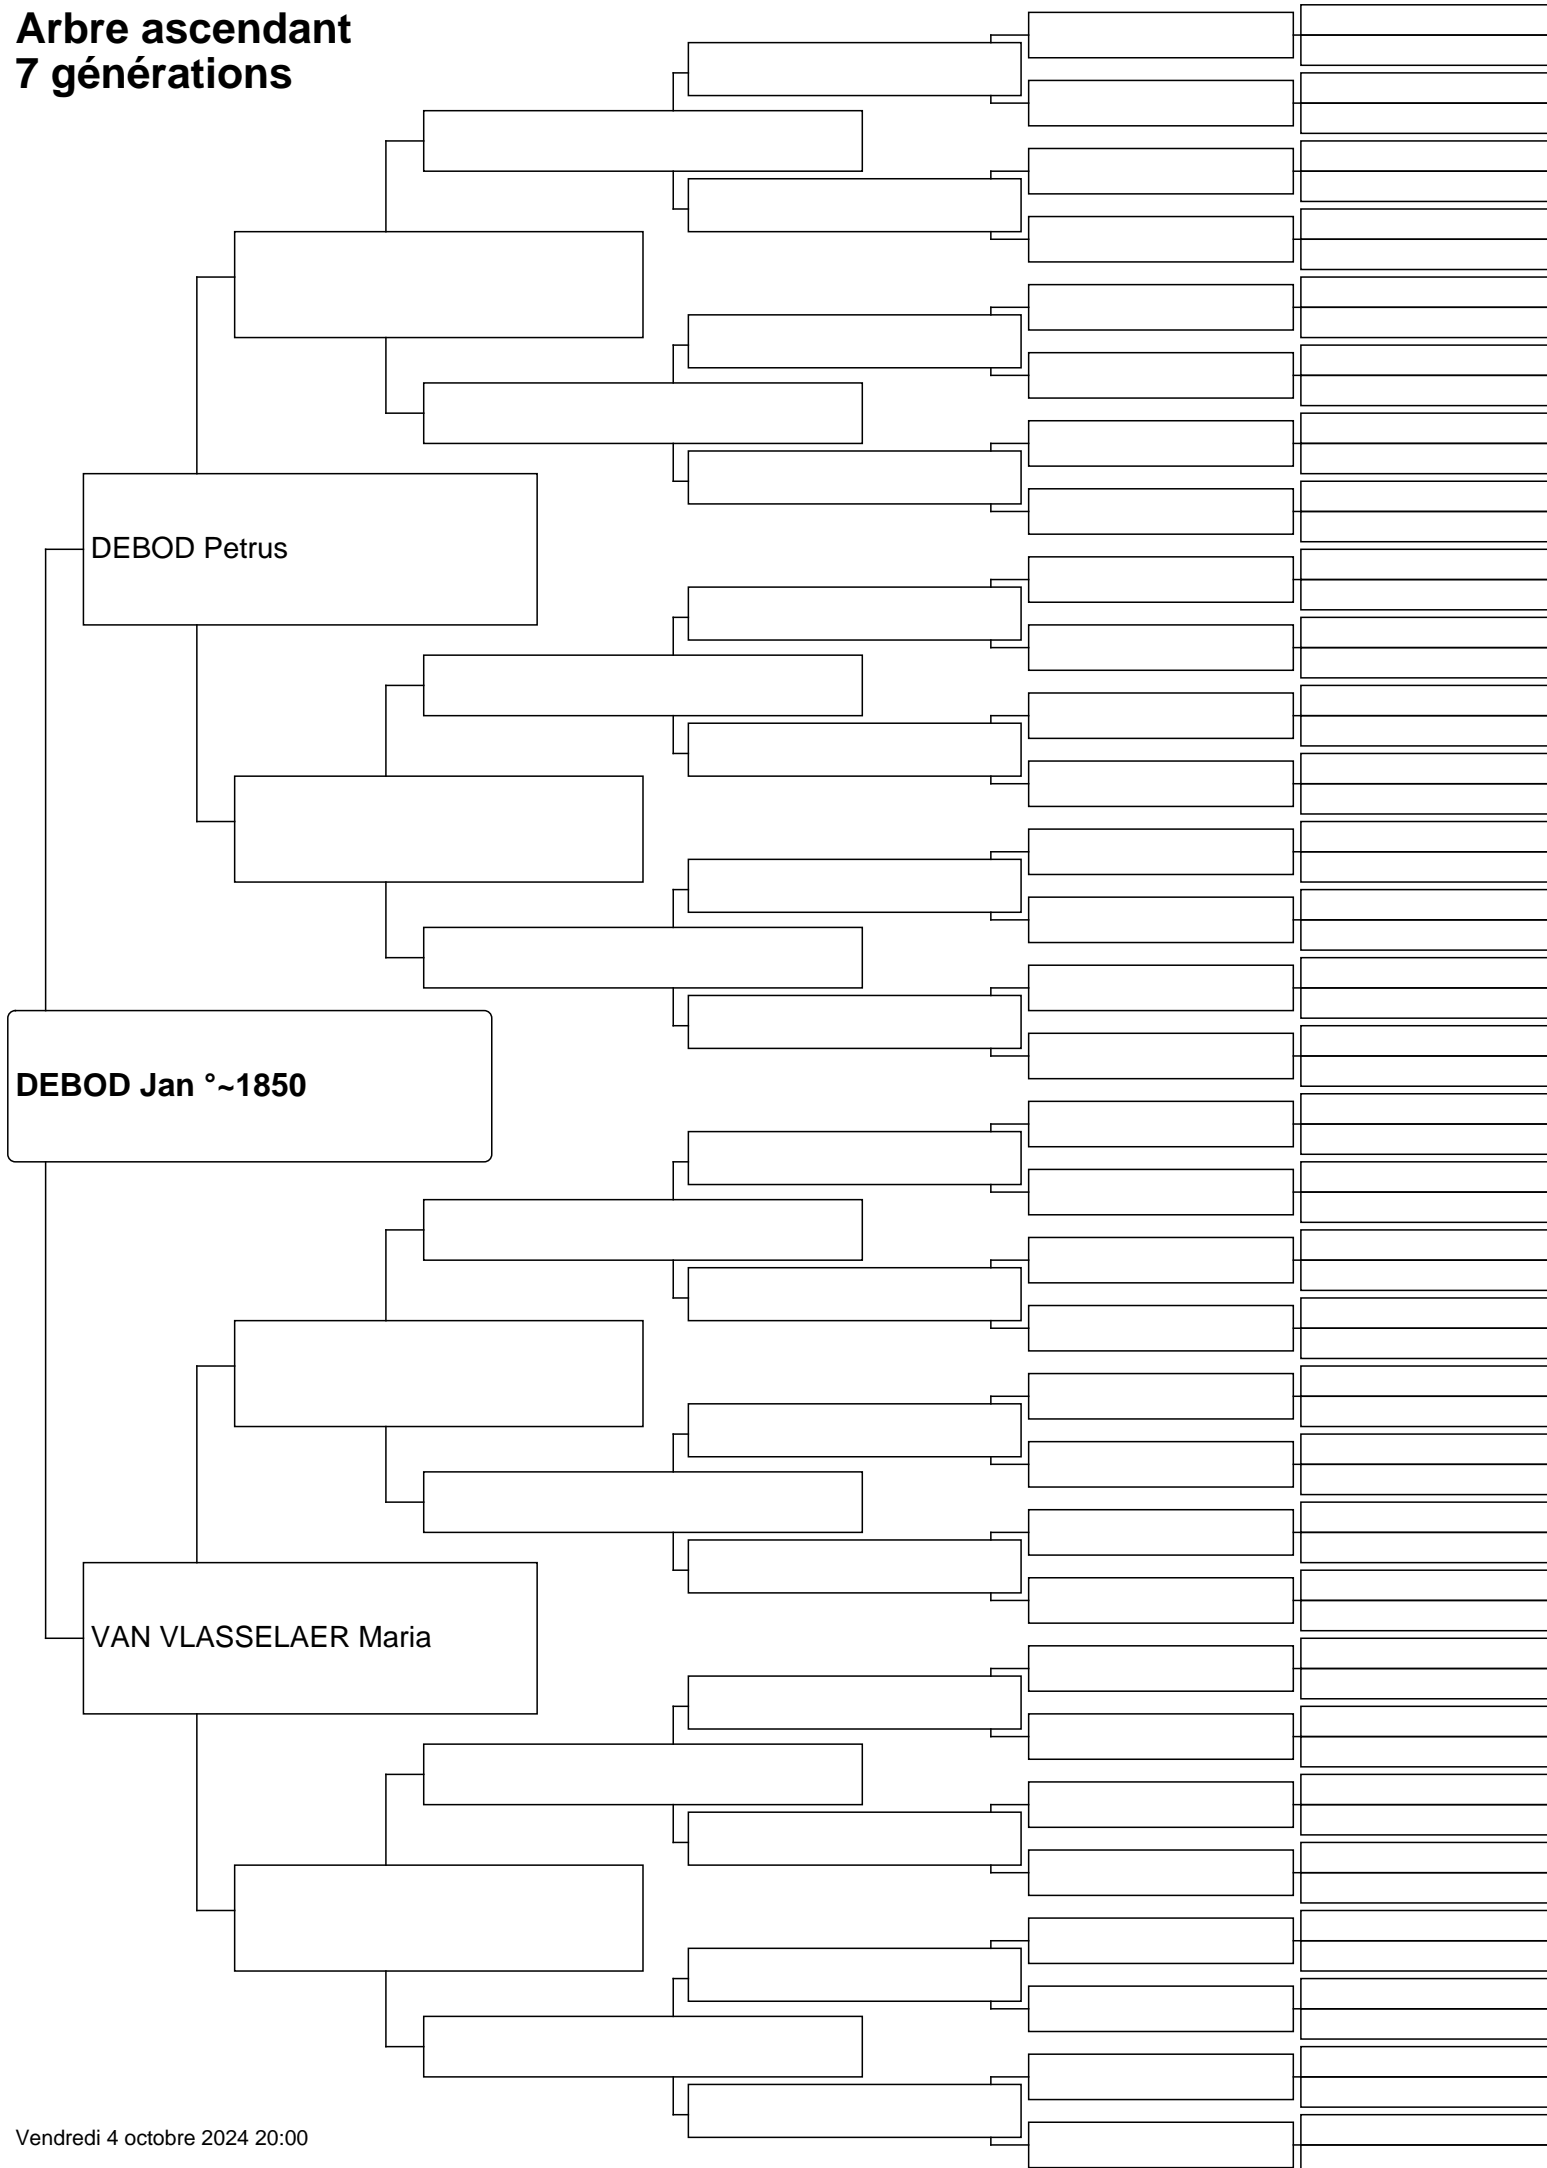 Arbre ascendant
7 générations
DEBOD Petrus
DEBOD Jan °~1850
VAN VLASSELAER Maria
Vendredi 4 octobre 2024 20:00